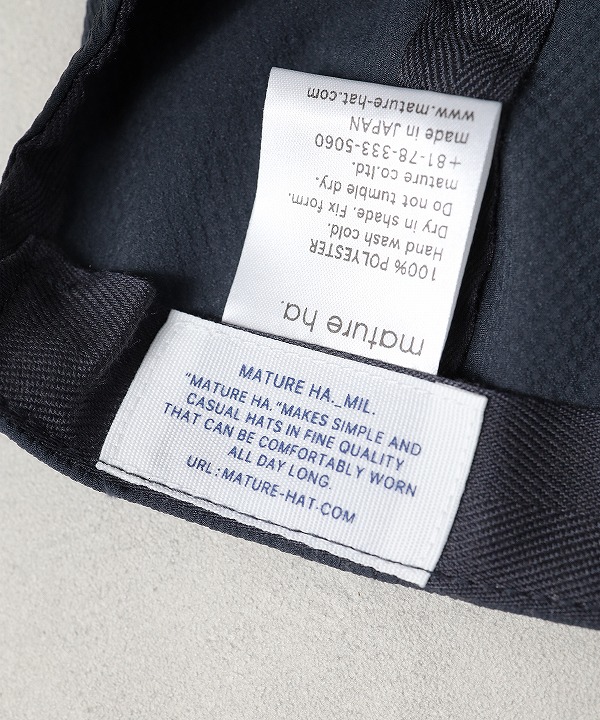 mature ha.
100% POLYESTER
Hand wash cold.
Dry in shade. Fix form.
Do not tumble dry.
mature co.ltd.
+81-78-333-5060
made in JAPAN
www.mature-hat.com
MATURE HA._MIL.
"MATURE HA."MAKES SIMPLE AND
CASUAL HATS IN FINE QUALITY
THAT CAN BE COMFORTABLY WORN
ALL DAY LONG.
URL : MATURE-HAT.COM